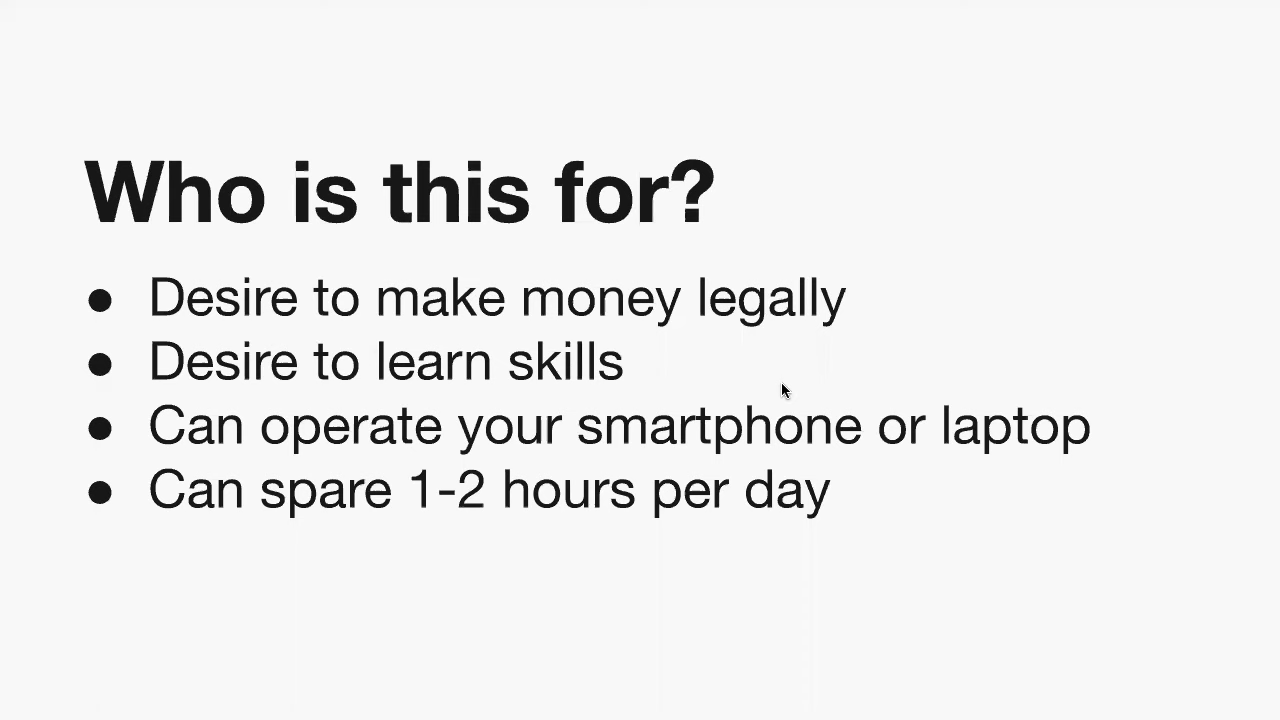 Who is this for?
● Desire to make money legally
● Desire to learn skills
● Can operate your smartphone or laptop
● Can spare 1-2 hours per day